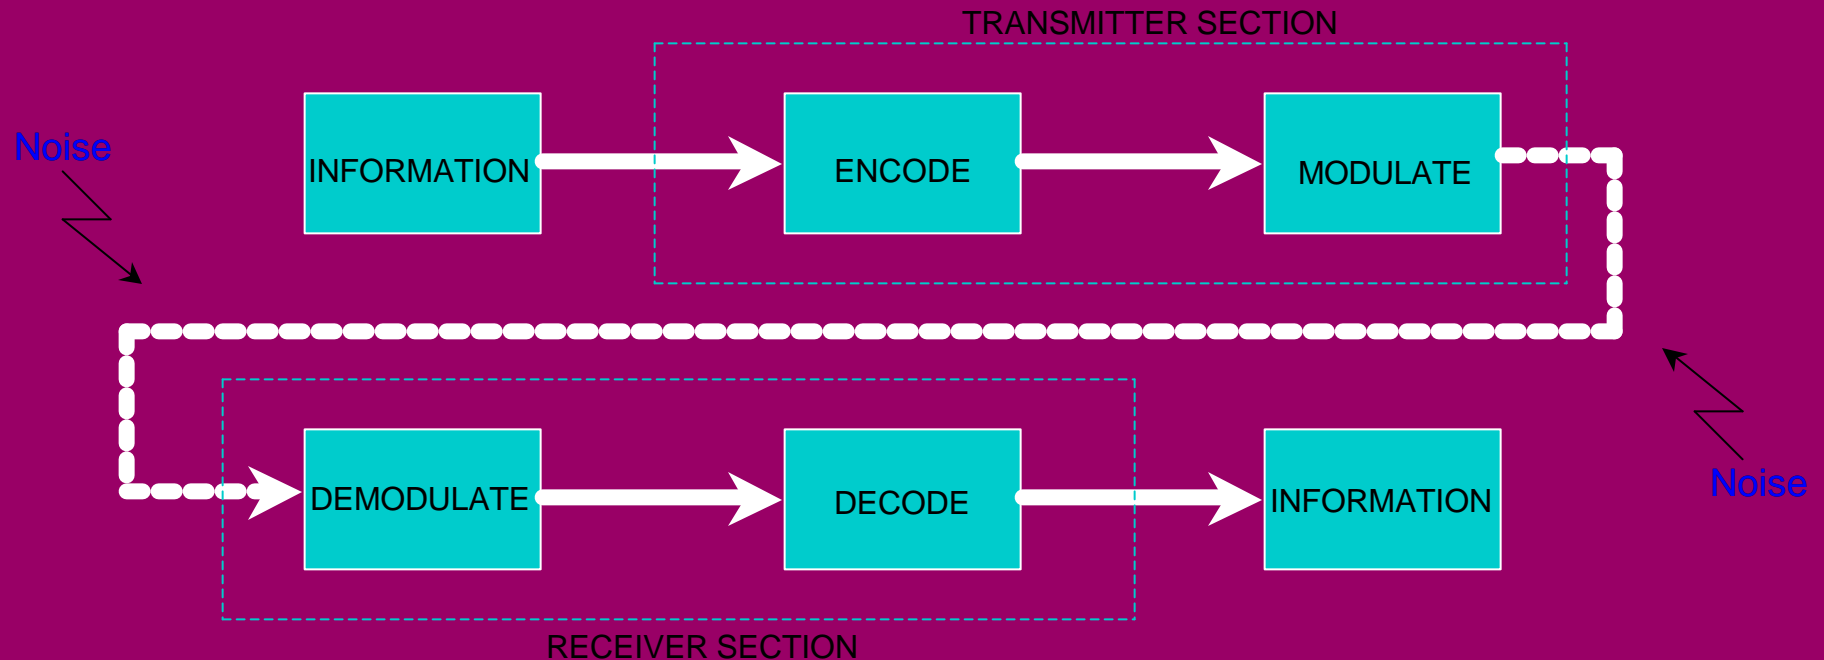 TRANSMITTER SECTION
Noise
INFORMATION
ENCODE
MODULATE
DEMODULATE
DECODE
INFORMATION
Noise
RECEIVER SECTION